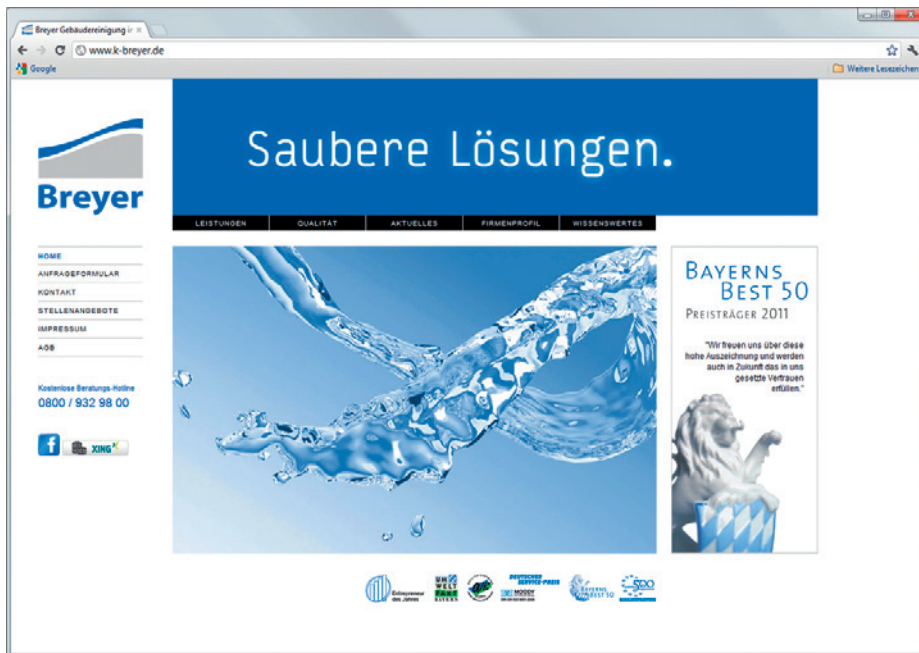 Breyer Gebäudereinigung ir
www.k-breyer.de
Google
Weitere Lesezeichen
Breyer
Saubere Lösungen.
LEISTUNGEN
QUALITÄT
AKTUELLES
FIRMENPROFIL
WISSENSWERTES
HOME
ANFRAGEFORMULAR
KONTAKT
STELLENANGEBOTE
IMPRESSUM
AGB
Kostenlose Beratungs-Hotline
0800 / 932 98 00
f
XING
BAYERNS
BEST 50
PREISTRÄGER 2011
"Wir freuen uns über diese
hohe Auszeichnung und werden
auch in Zukunft das in uns
gesetzte Vertrauen
erfüllen."
Entrepreneur
des Jahres
UM
WELT
PAKT
BAYERN
DEUTSCHER
SERVICE-PREIS
MOODY
BAYERNS
BEST 50
500